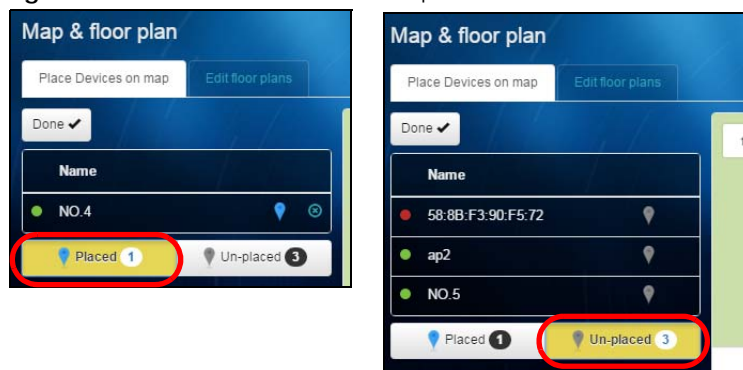 Map & floor plan
Place Devices on map Edit floor plans
Done
Name
NO.4
Placed 1 Un-placed 3
Map & floor plan
Place Devices on map Edit floor plans
Done
Name
58:8B:F3:90:F5:72
ap2
NO.5
Placed 1 Un-placed 3